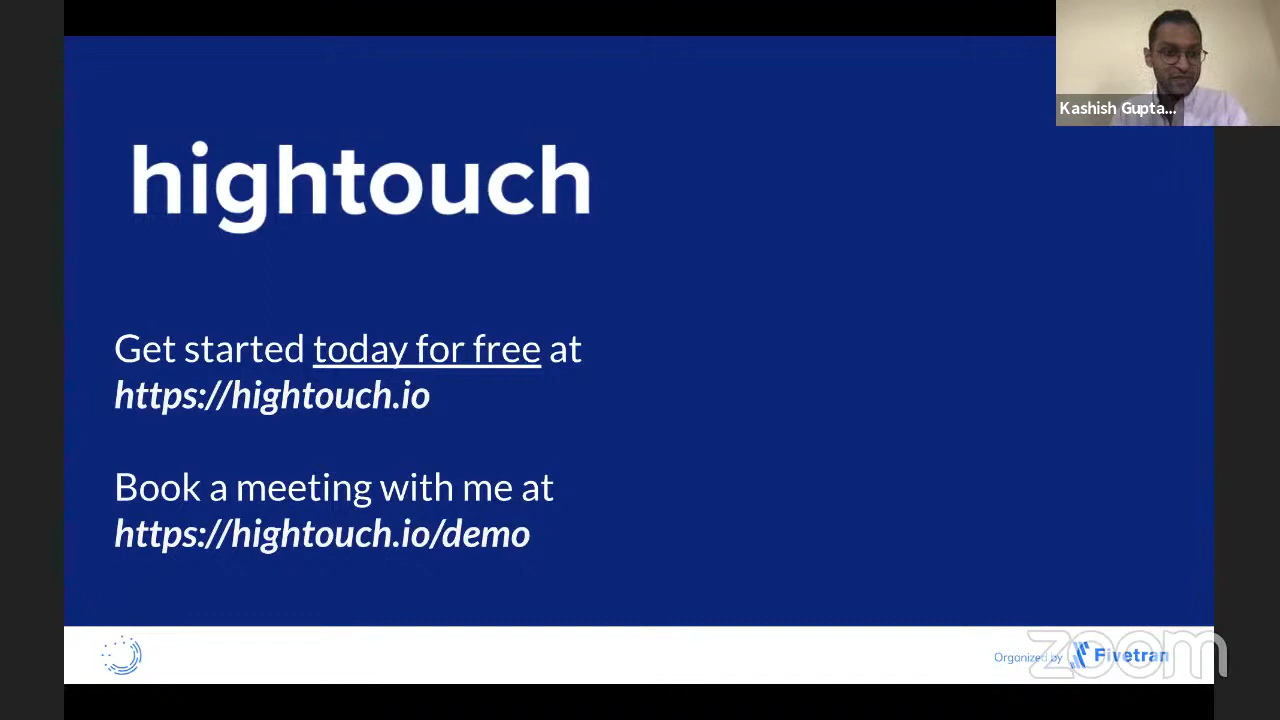 Kashish Gupta...
hightouch
Get started today for free at
https://hightouch.io
Book a meeting with me at
https://hightouch.io/demo
Organized by Fivetran
zoom